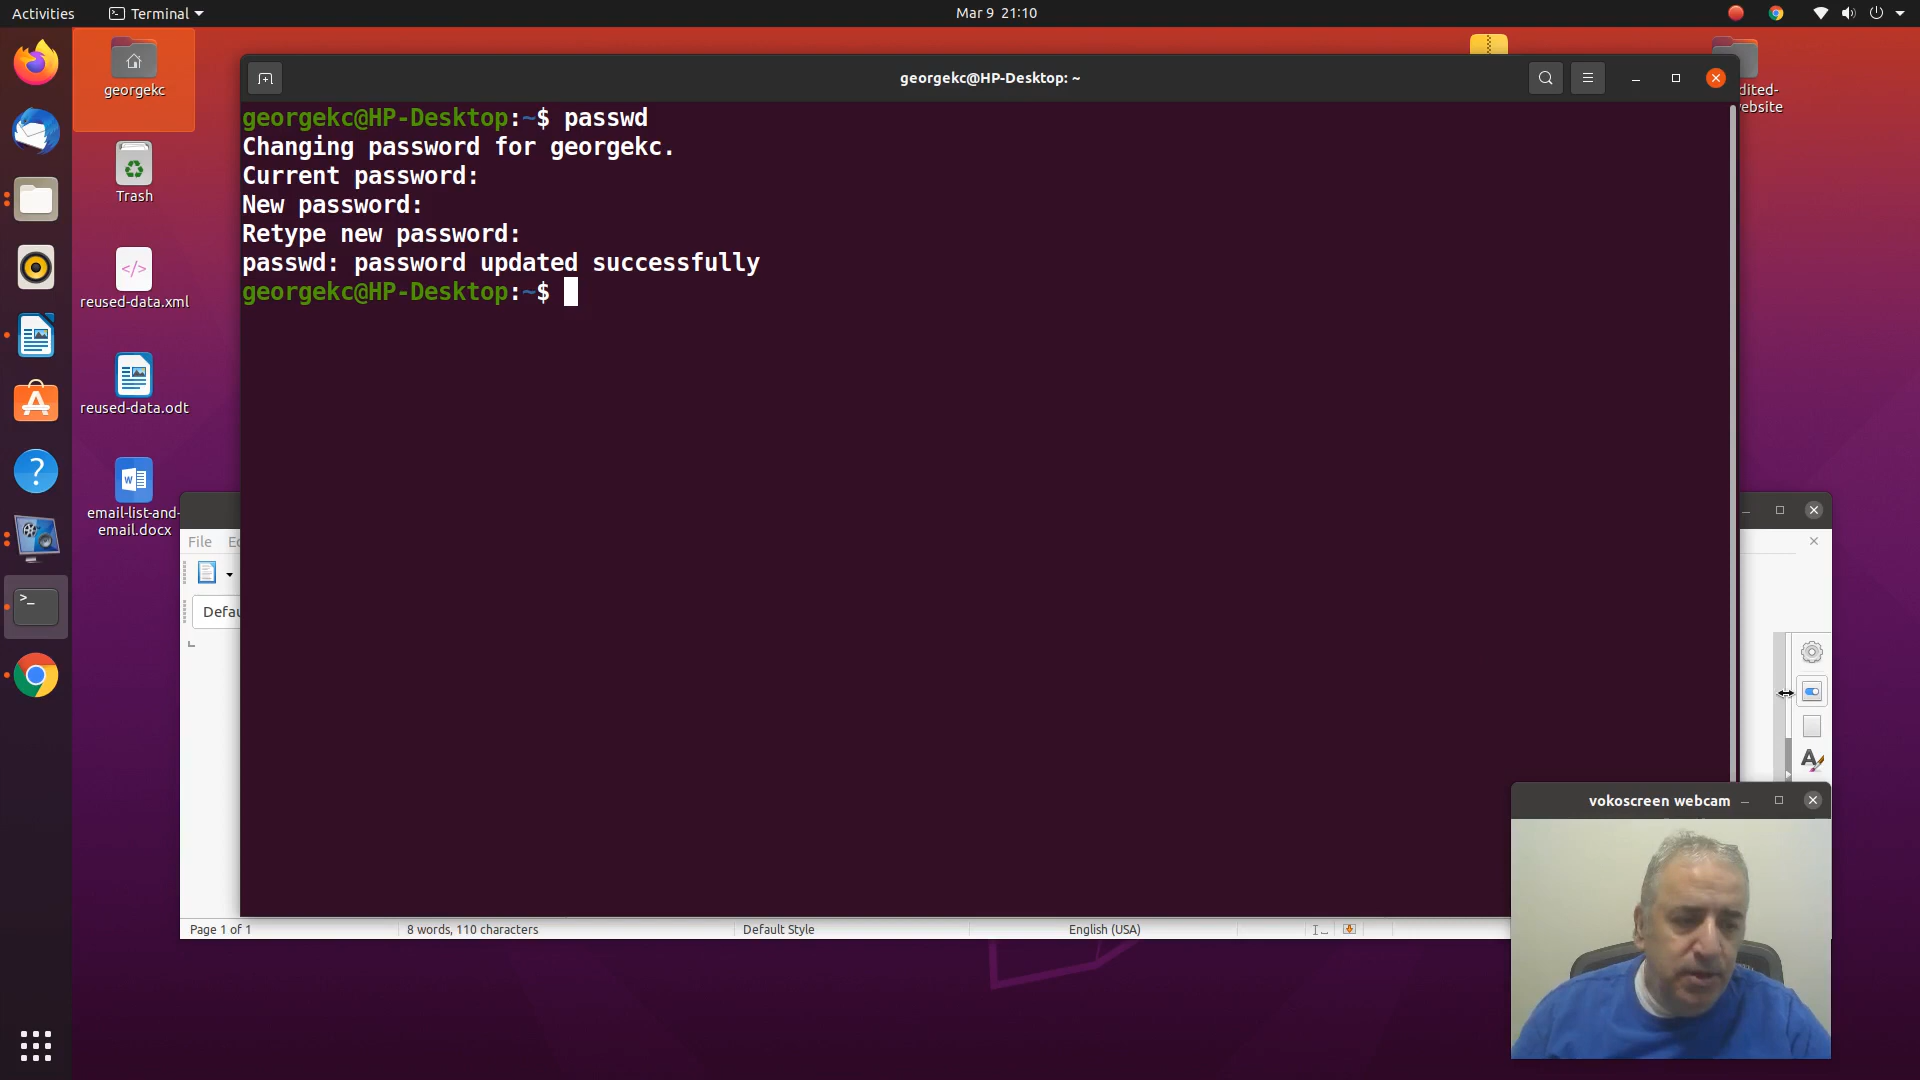 Activities
Terminal
Mar 9 21:10
georgekc
Trash
reused-data.xml
reused-data.odt
email-list-and-
email.docx
dited-
ebsite
georgekc@HP-Desktop: ~
georgekc@HP-Desktop:~$ passwd
Changing password for georgekc.
Current password:
New password:
Retype new password:
passwd: password updated successfully
georgekc@HP-Desktop:~$
File
Defau
Page 1 of 1
8 words, 110 characters
Default Style
English (USA)
vokoscreen webcam